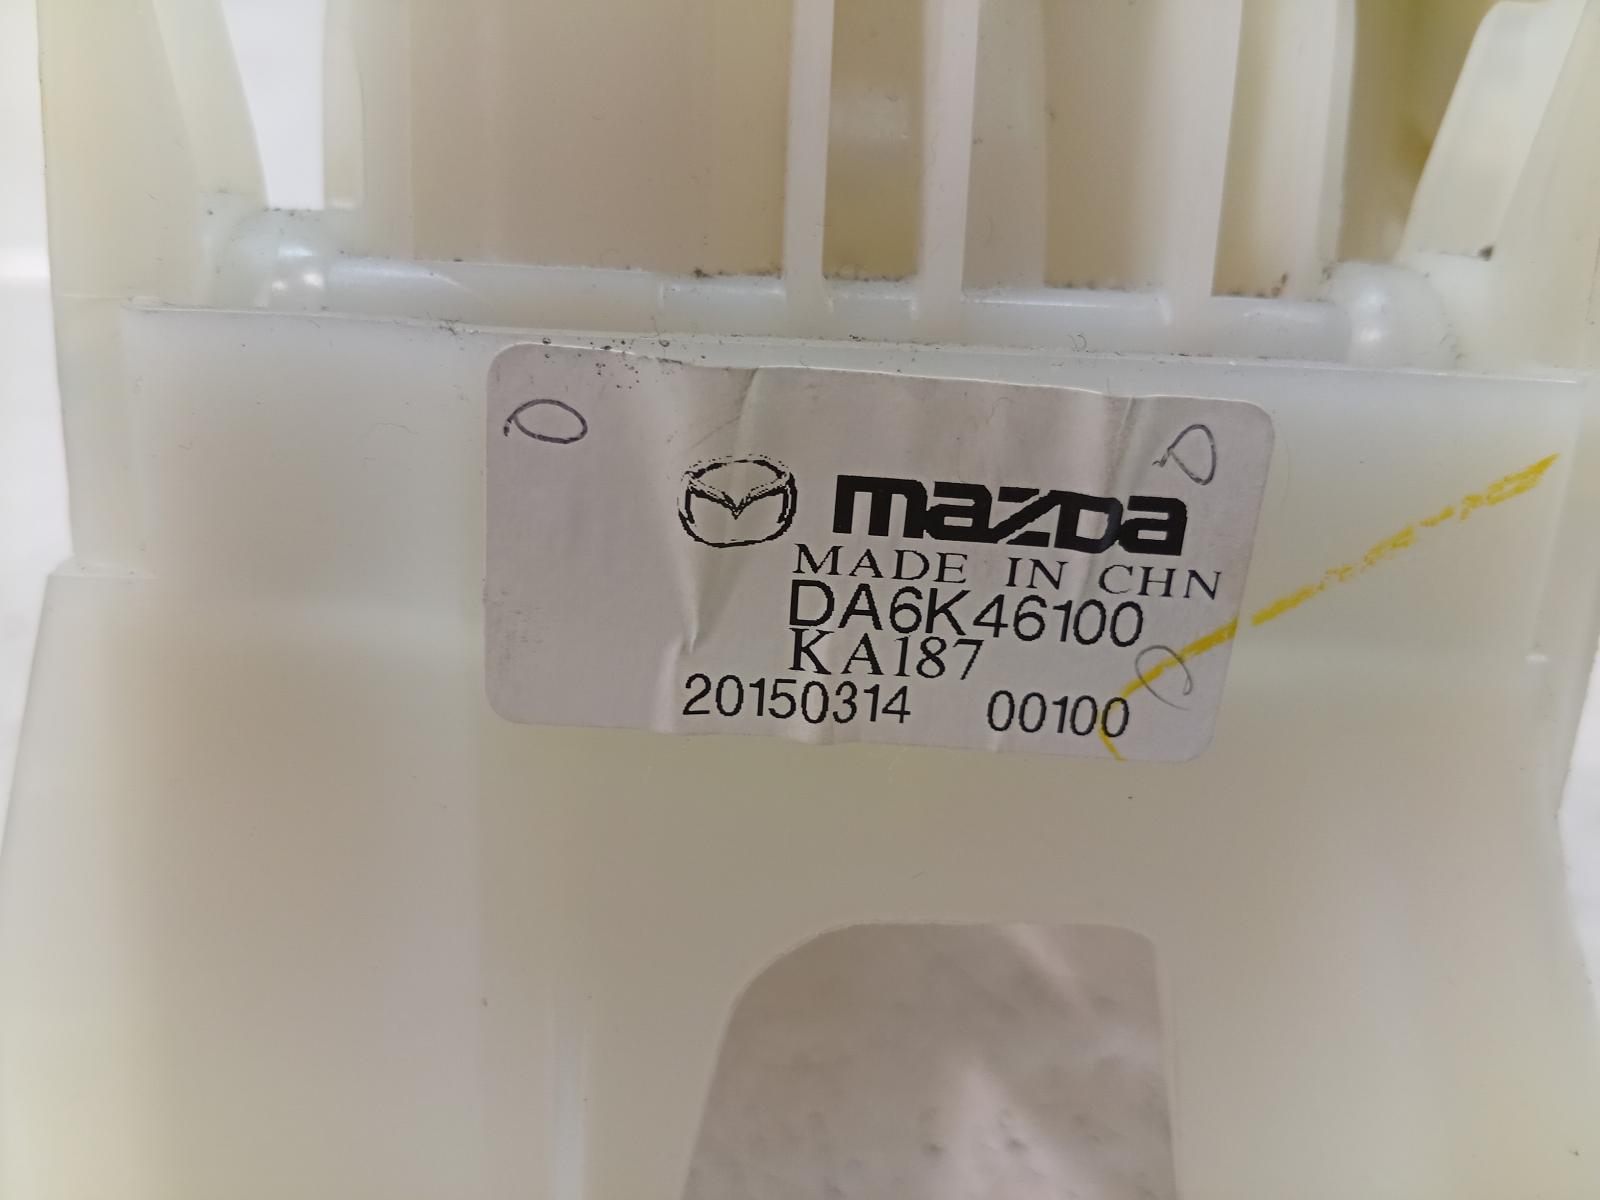 mazda
MADE IN CHN
DA6K46100
KA187
20150314 00100